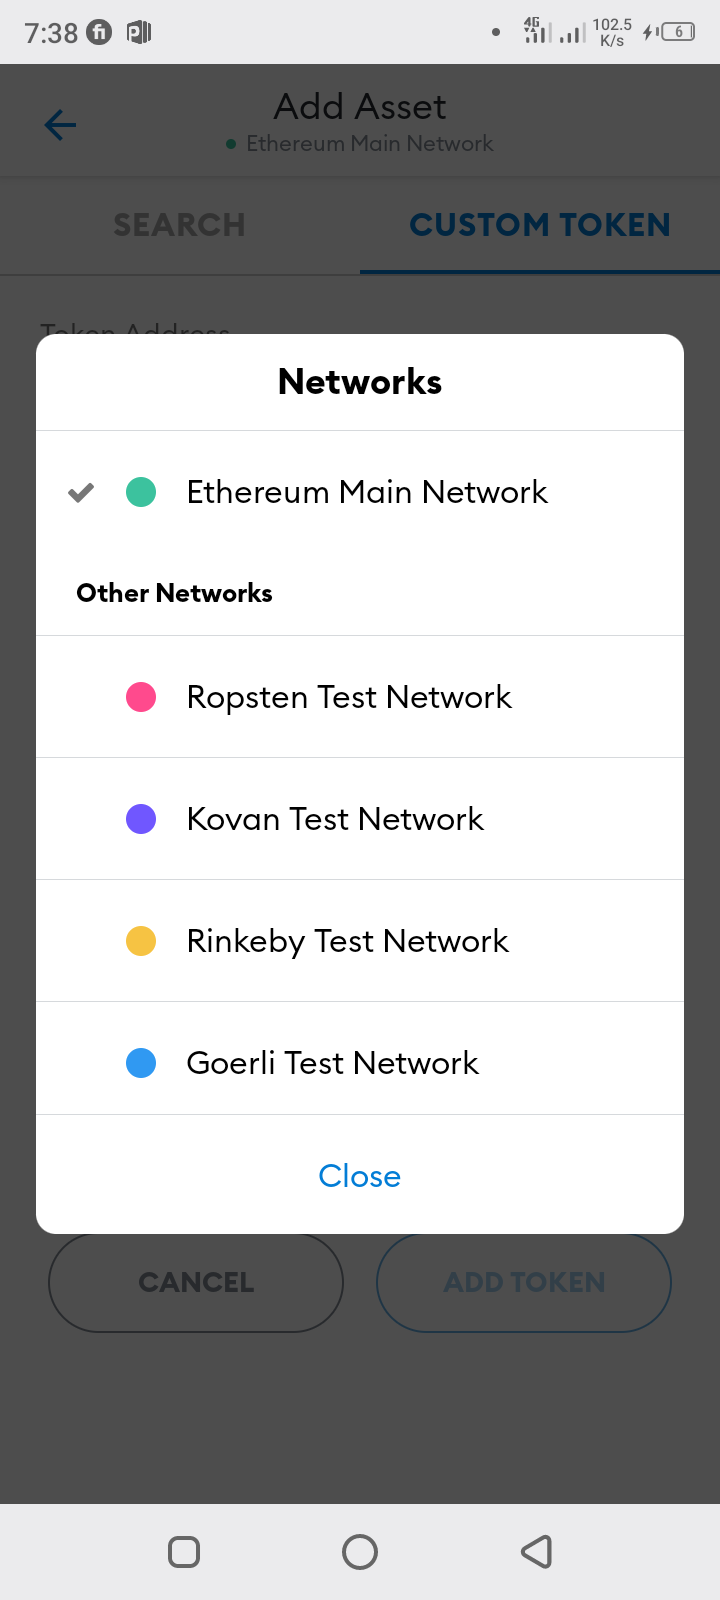 7:38
fi
P
4G
102.5
K/s
6
Add Asset
Ethereum Main Network
SEARCH
CUSTOM TOKEN
Token Address
Networks
Ethereum Main Network
Other Networks
Ropsten Test Network
Kovan Test Network
Rinkeby Test Network
Goerli Test Network
Close
CANCEL
ADD TOKEN